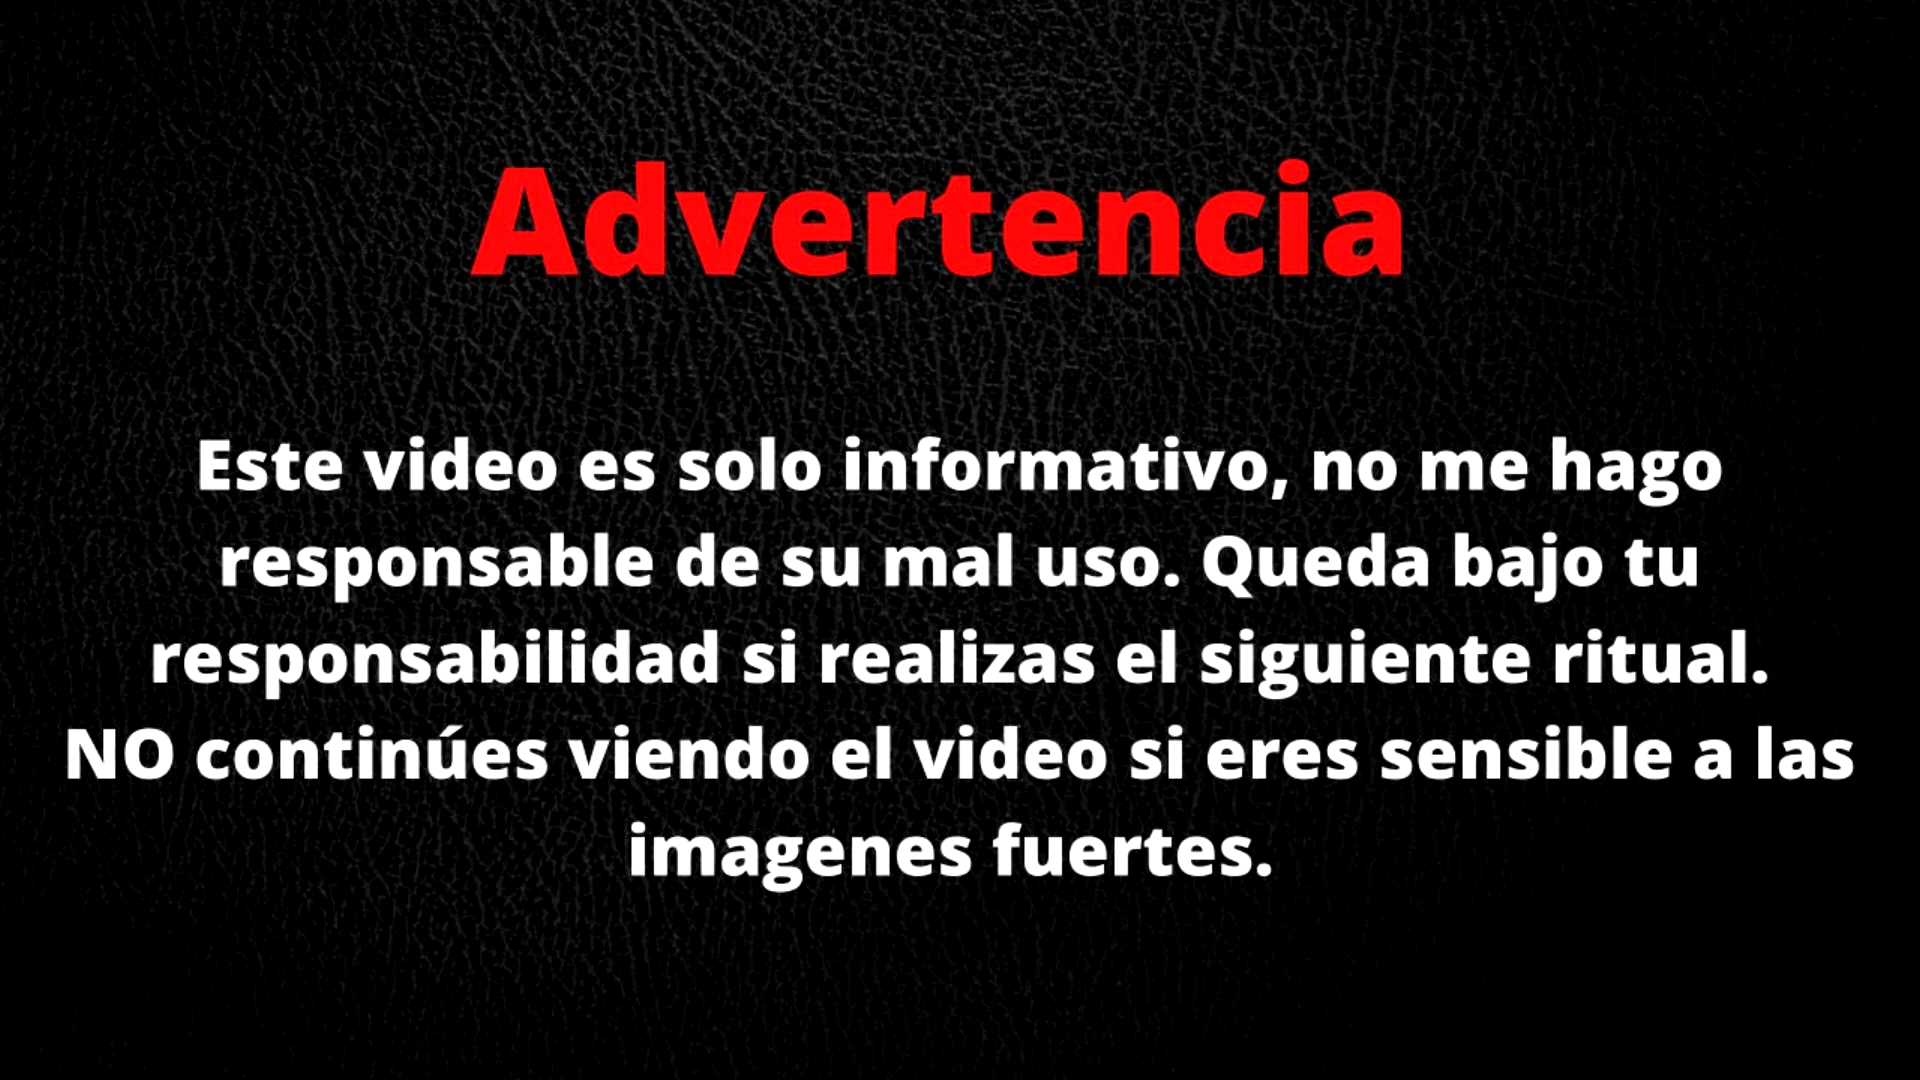 Advertencia
Este video es solo informativo, no me hago
responsable de su mal uso. Queda bajo tu
responsabilidad si realizas el siguiente ritual.
NO continúes viendo el video si eres sensible a las
imagenes fuertes.